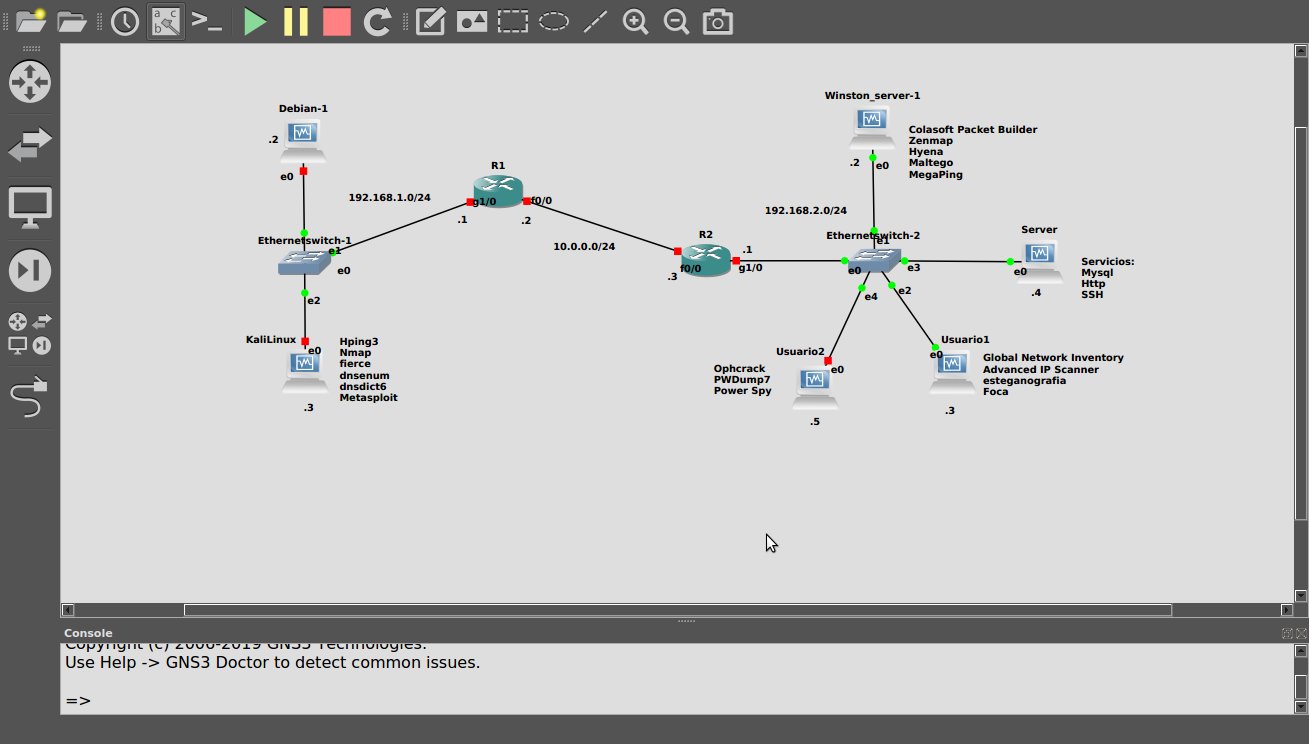 a c
b
>_
Debian-1
.2
e0
192.168.1.0/24
Ethernetswitch-1
e1
e0
e2
KaliLinux
e0
.3
Hping3
Nmap
fierce
dnsenum
dnsdict6
Metasploit
R1
g1/0
f0/0
.1
.2
10.0.0.0/24
R2
f0/0
.3
.1
g1/0
Winston_server-1
.2
e0
Colasoft Packet Builder
Zenmap
Hyena
Maltego
MegaPing
192.168.2.0/24
Ethernetswitch-2
e1
e0
e3
e4
e2
Server
e0
.4
Servicios:
Mysql
Http
SSH
Usuario2
e0
.5
Ophcrack
PWDump7
Power Spy
Usuario1
e0
.3
Global Network Inventory
Advanced IP Scanner
esteganografia
Foca
Console
Copyright (c) 2006-2019 GNS3 Technologies.
Use Help -> GNS3 Doctor to detect common issues.
=>